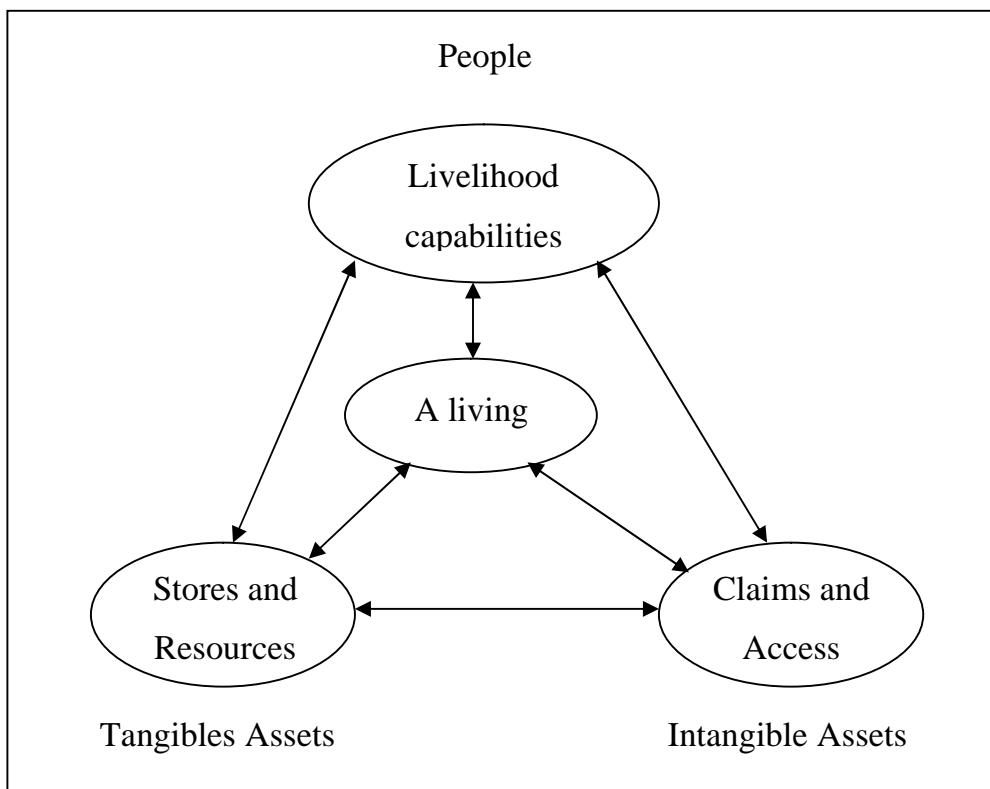 People
Livelihood
capabilities
A living
Stores and
Resources
Claims and
Access
Tangibles Assets
Intangible Assets